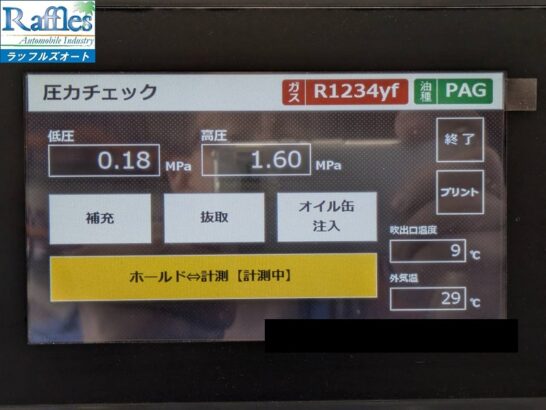 Raffles
Automobile Industry
ラッフルズオート
圧力チェック
ガス R1234yf
油種 PAG
低圧
0.18 MPa
高圧
1.60 MPa
終了
プリント
補充
抜取
オイル缶
注入
吹出口温度
9 ℃
ホールド⇔計測【計測中】
外気温
29 ℃